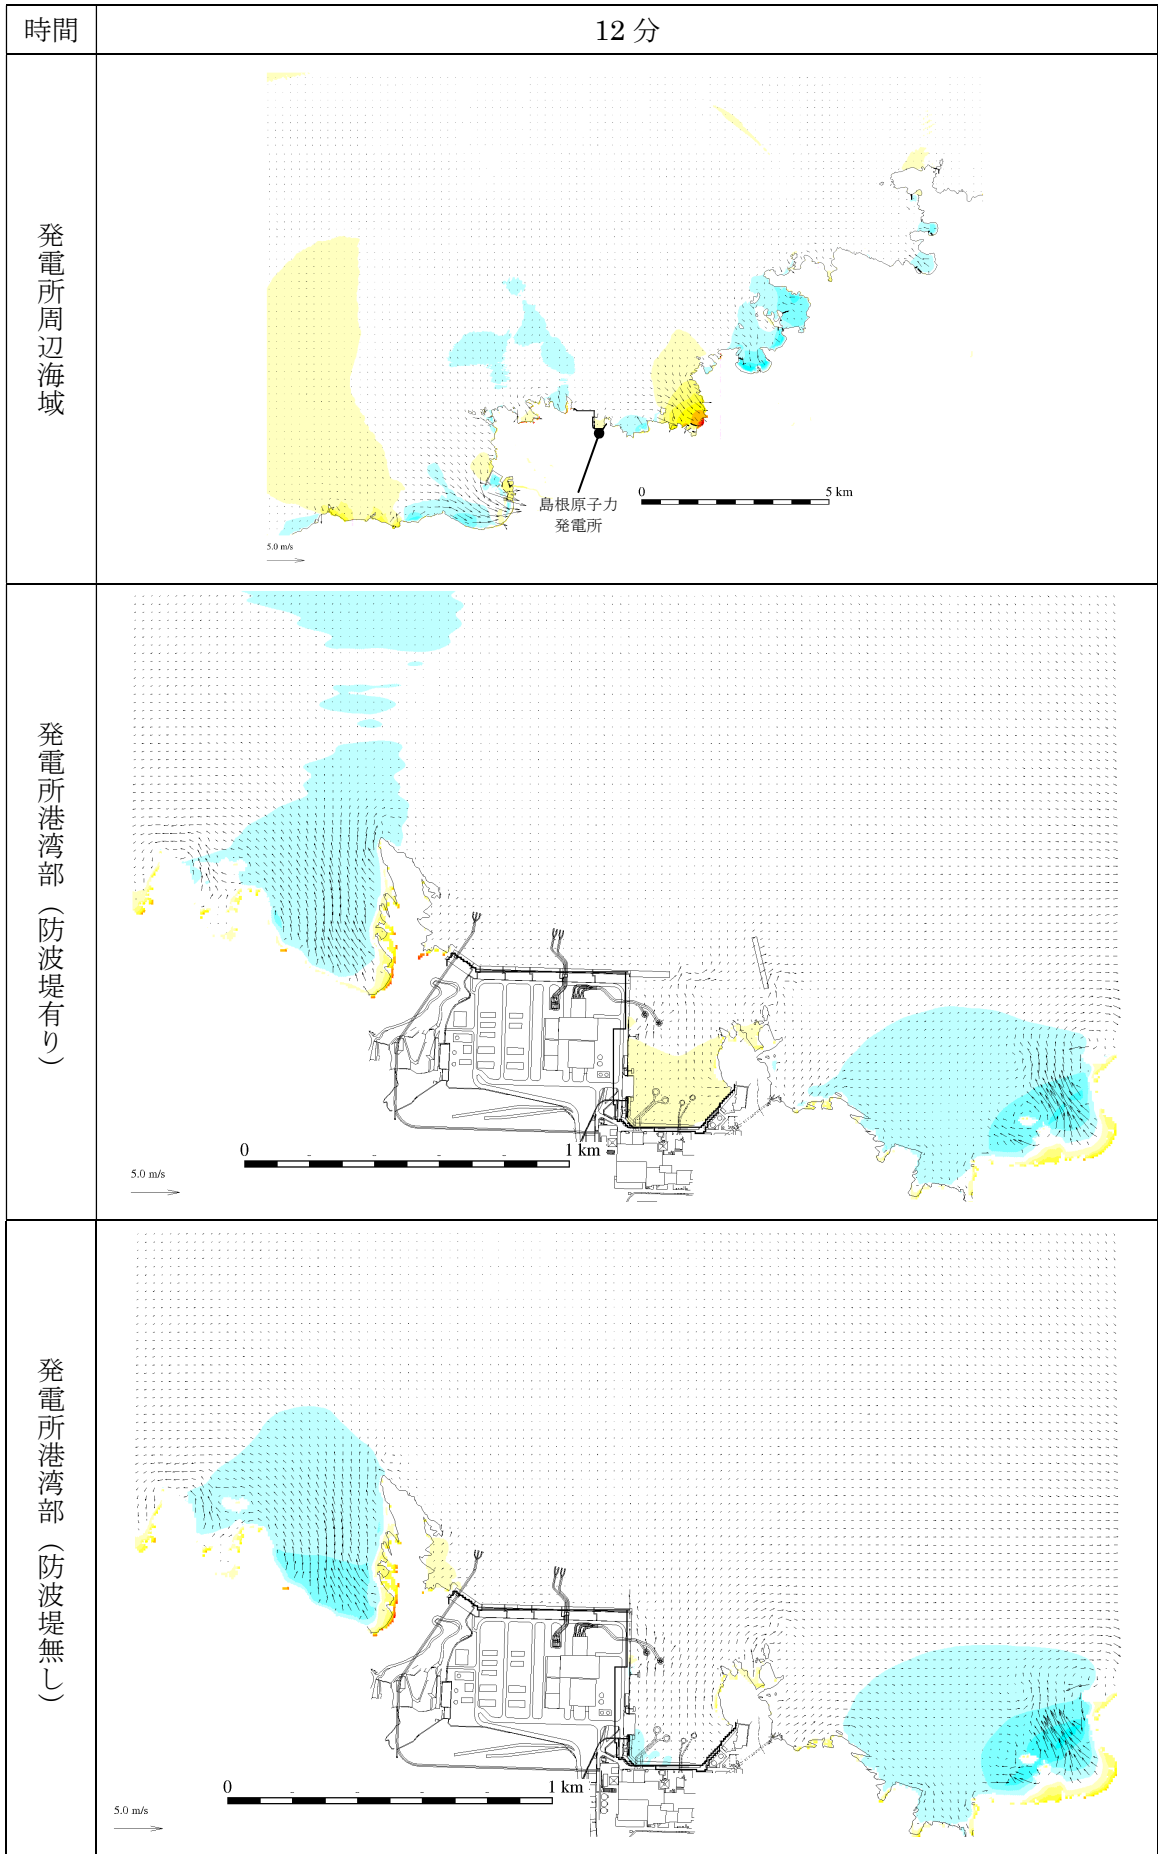 時間
12 分
発電所周辺海域
島根原子力
発電所
0 5 km
5.0 m/s
発電所港湾部（防波堤有り）
0 1 km
5.0 m/s
発電所港湾部（防波堤無し）
0 1 km
5.0 m/s